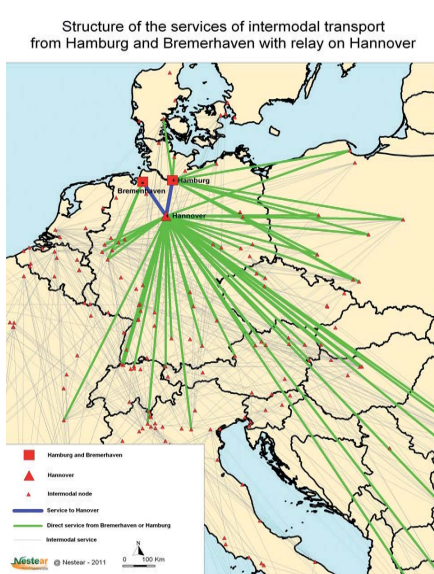 Structure of the services of intermodal transport
from Hamburg and Bremerhaven with relay on Hannover
Hamburg
Bremerhaven
Hannover
Hamburg and Bremerhaven
Hannover
Intermodal node
Service to Hanover
Direct service from Bremerhaven or Hamburg
Intermodal service
Nestear @ Nestear - 2011
N
0 100 Km